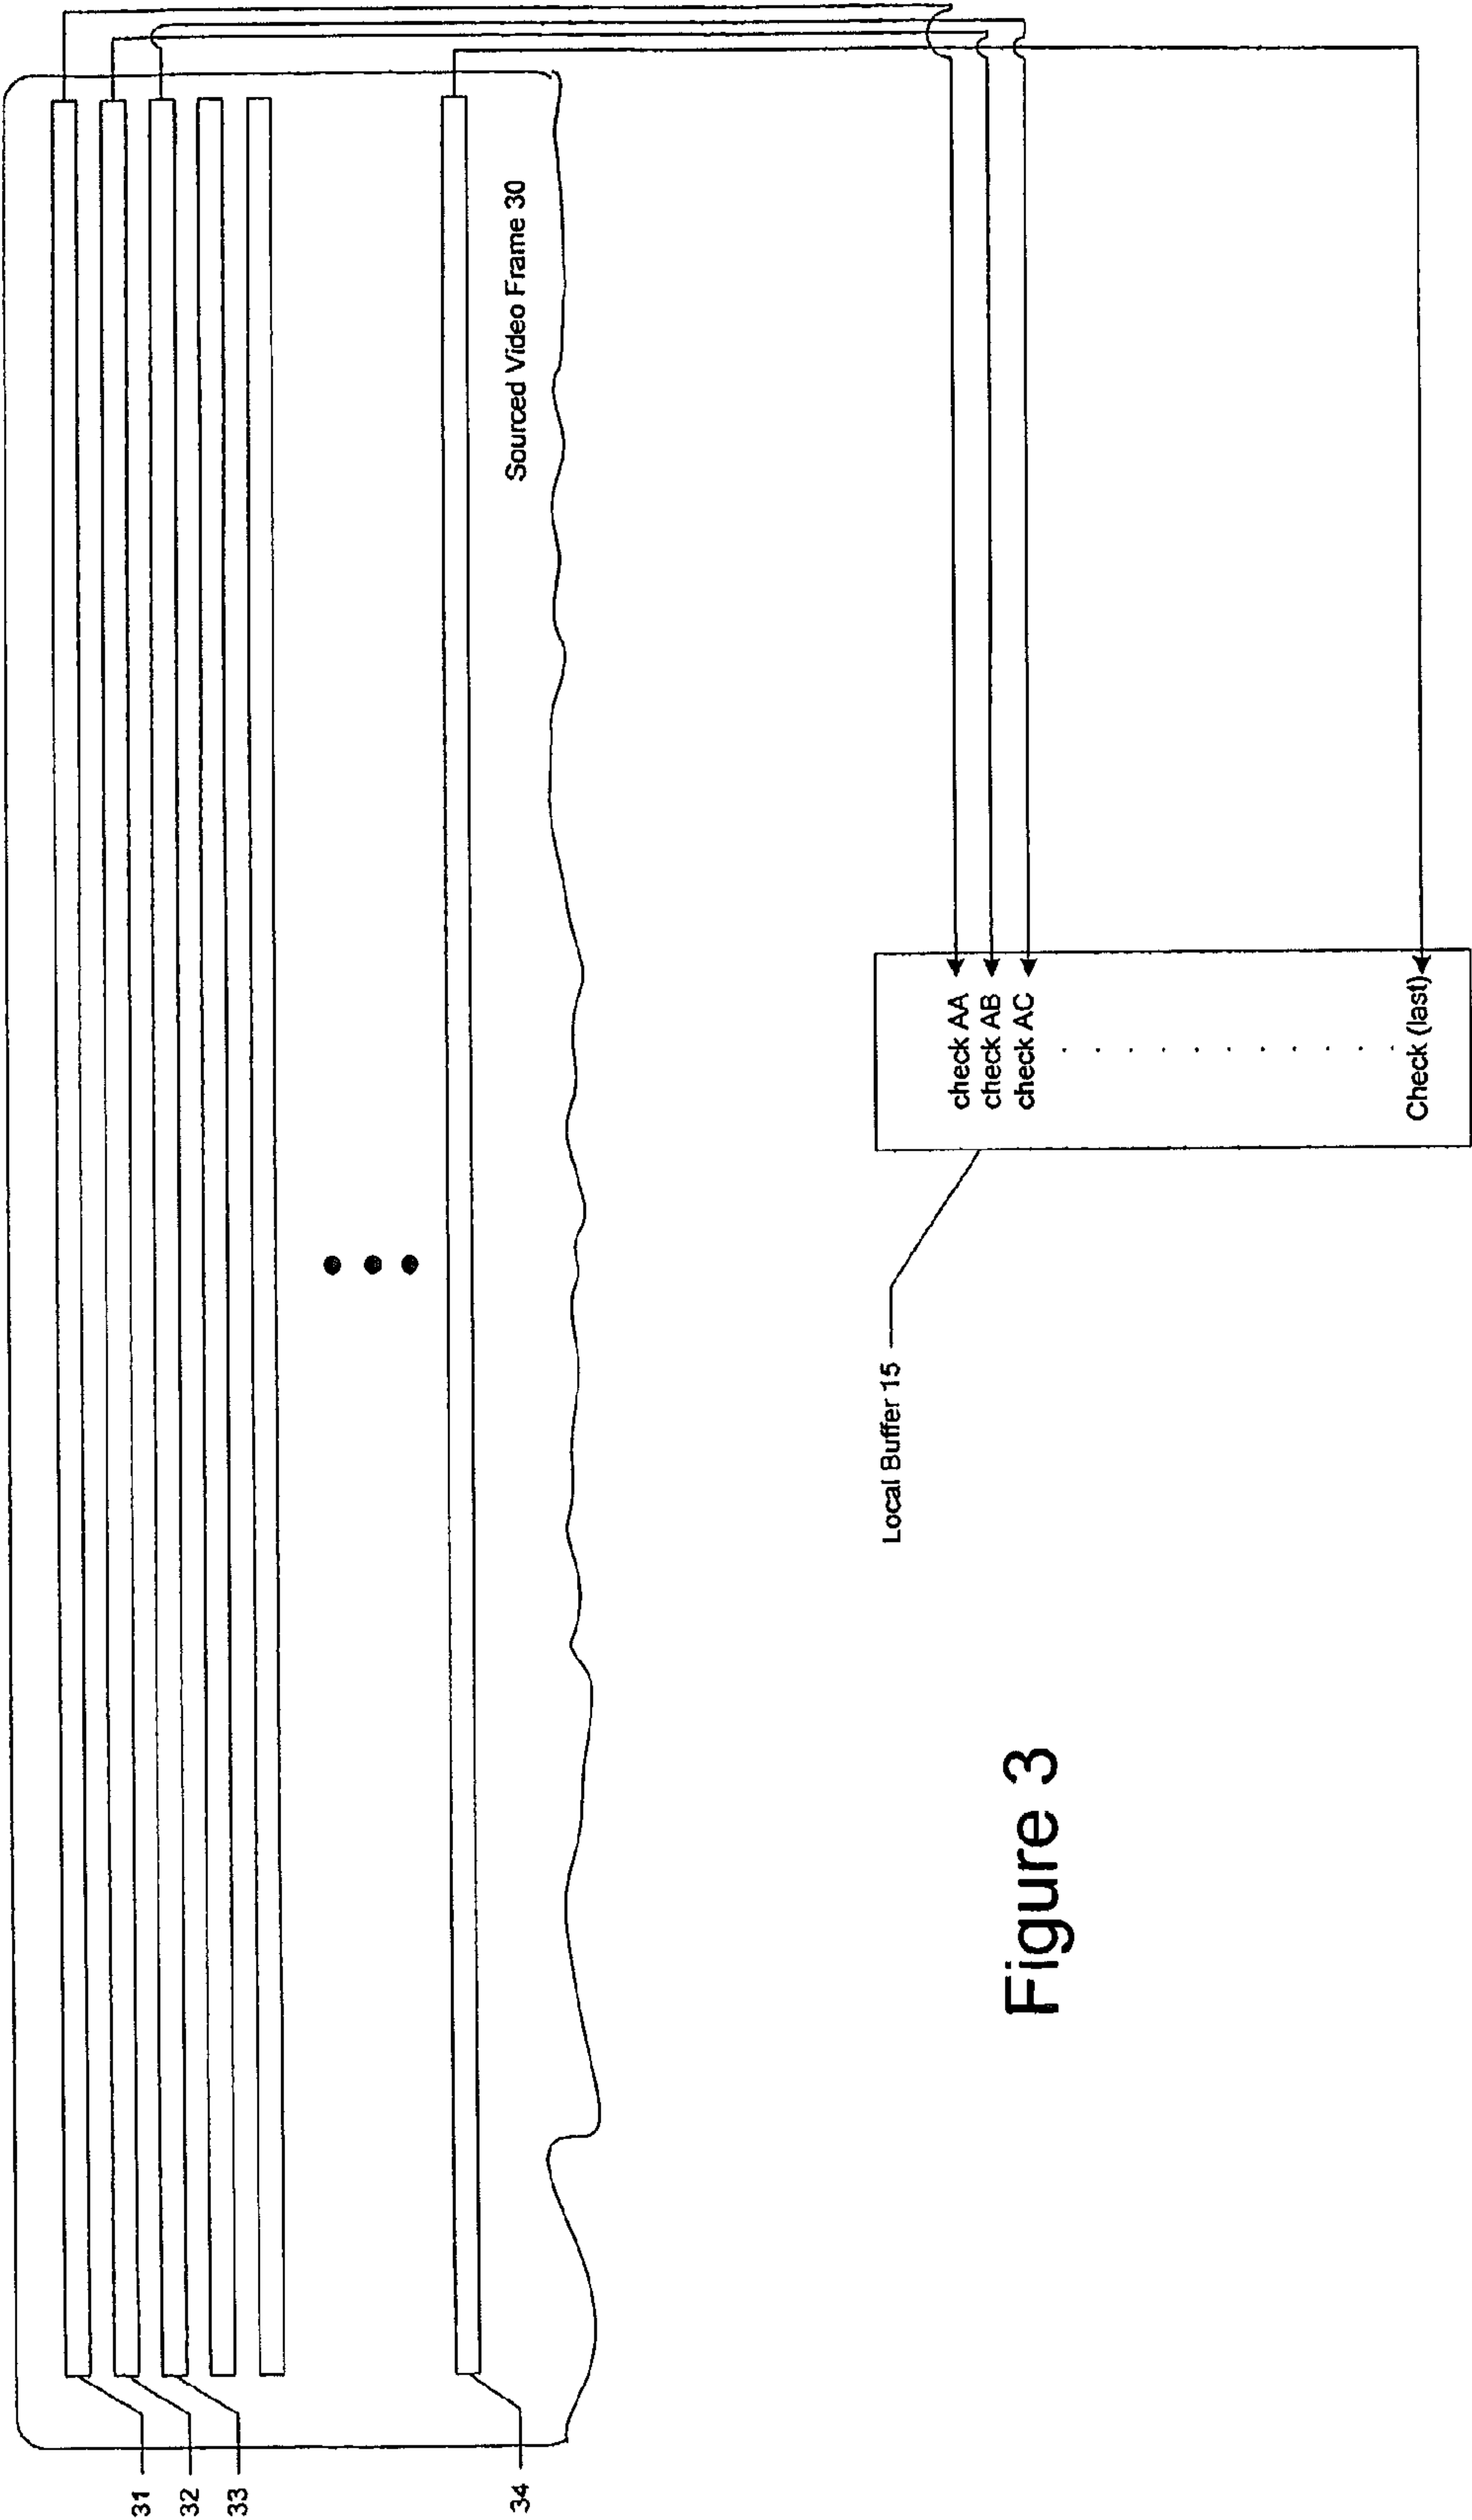 31
32
33
34
Sourced Video Frame 30
Local Buffer 15
check AA
check AB
check AC
. . . . . . . . . . .
Check (last)
Figure 3